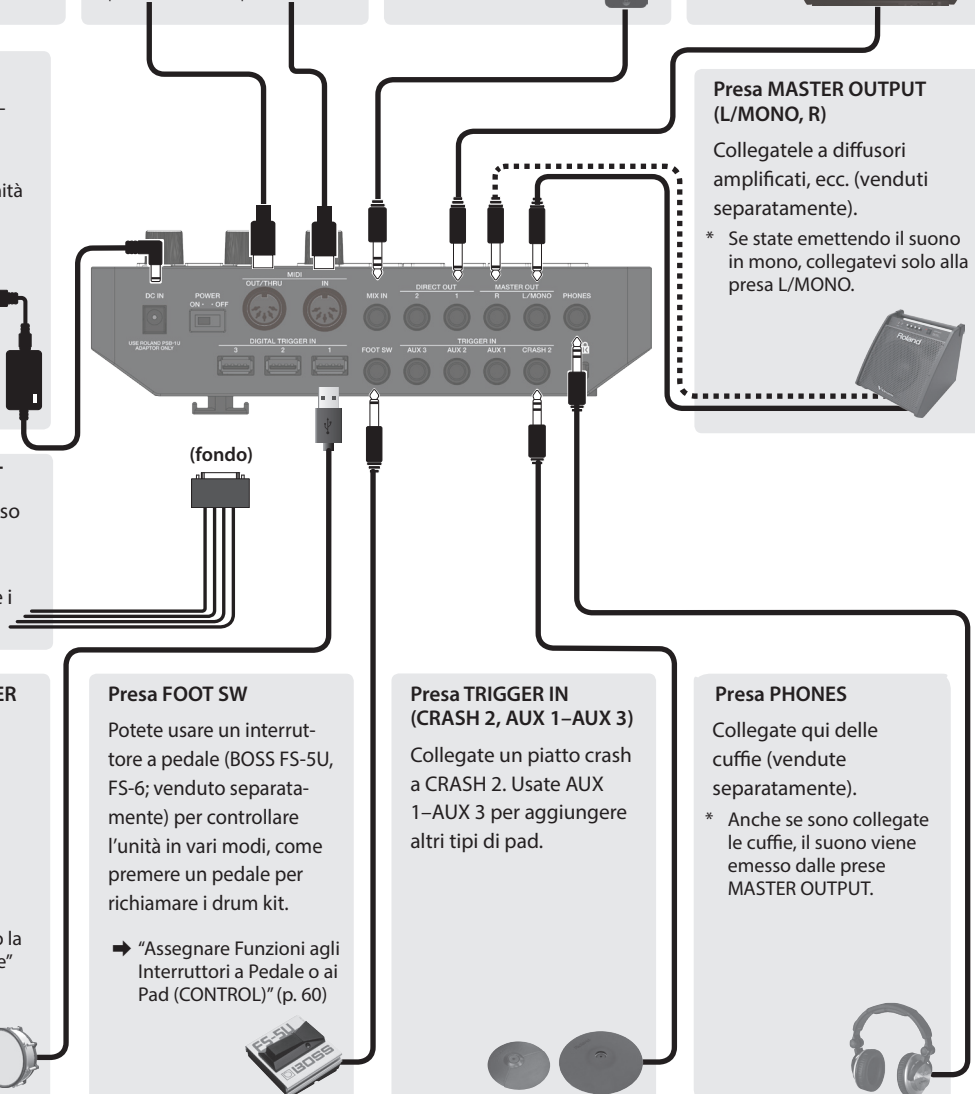 Presa MASTER OUTPUT
(L/MONO, R)
Collegatele a diffusori
amplificati, ecc. (venduti
separatamente).
* Se state emettendo il suono
in mono, collegatevi solo alla
presa L/MONO.
Roland
MIDI
OUT/THRU IN
DC IN
POWER
ON OFF
MIX IN
DIRECT OUT
2 1
MASTER OUT
R L/MONO
PHONES
USE ROLAND PSB-1U
ADAPTOR ONLY
DIGITAL TRIGGER IN
3 2 1
FOOT SW
TRIGGER IN
AUX 3 AUX 2 AUX 1 CRASH 2
(fondo)
so
e i
ER
o la
e"
Presa FOOT SW
Potete usare un interrut-
tore a pedale (BOSS FS-5U,
FS-6; venduto separata-
mente) per controllare
l'unità in vari modi, come
premere un pedale per
richiamare i drum kit.
➡ "Assegnare Funzioni agli
Interruttori a Pedale o ai
Pad (CONTROL)" (p. 60)
FS-5U
BOSS
Presa TRIGGER IN
(CRASH 2, AUX 1–AUX 3)
Collegate un piatto crash
a CRASH 2. Usate AUX
1–AUX 3 per aggiungere
altri tipi di pad.
Presa PHONES
Collegate qui delle
cuffie (vendute
separatamente).
* Anche se sono collegate
le cuffie, il suono viene
emesso dalle prese
MASTER OUTPUT.